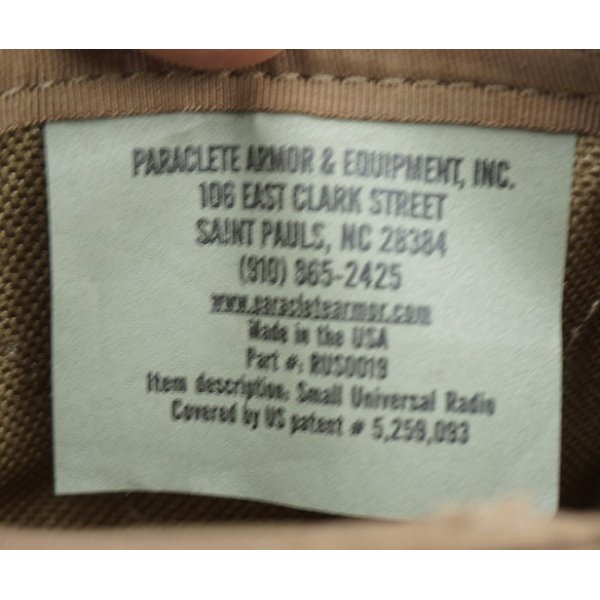 PARACLETE ARMOR & EQUIPMENT, INC.
106 EAST CLARK STREET
SAINT PAULS, NC 28384
(910) 865-2425
www.paracletearmor.com
Made in the USA
Part #: RUS0019
Item description: Small Universal Radio
Covered by US patent # 5,259,093